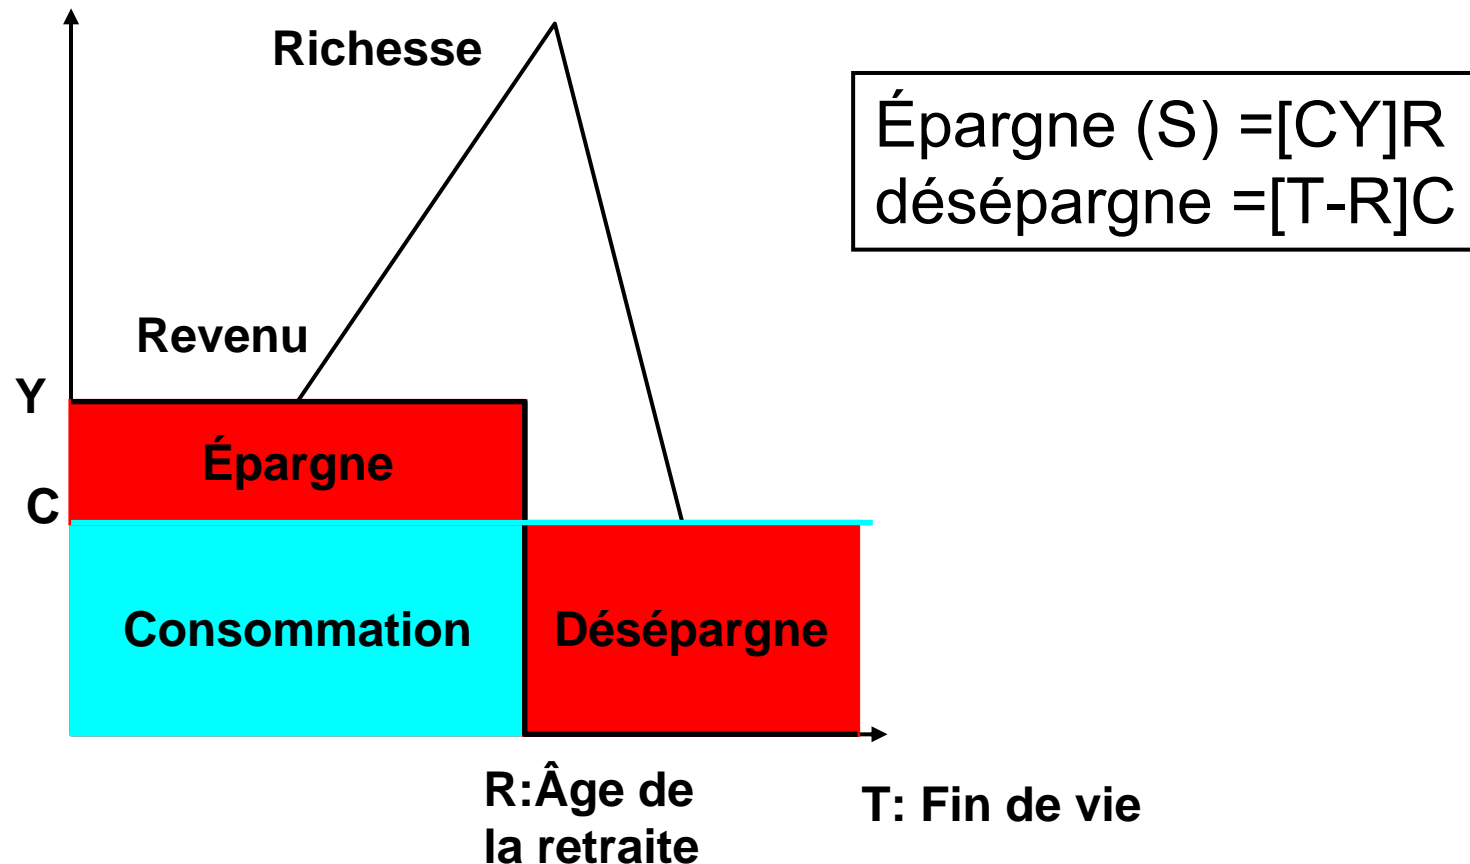 Richesse
Épargne (S) =[CY]R
désépargne =[T-R]C
Revenu
Y
Épargne
C
Consommation
Désépargne
R:Âge de
la retraite
T: Fin de vie